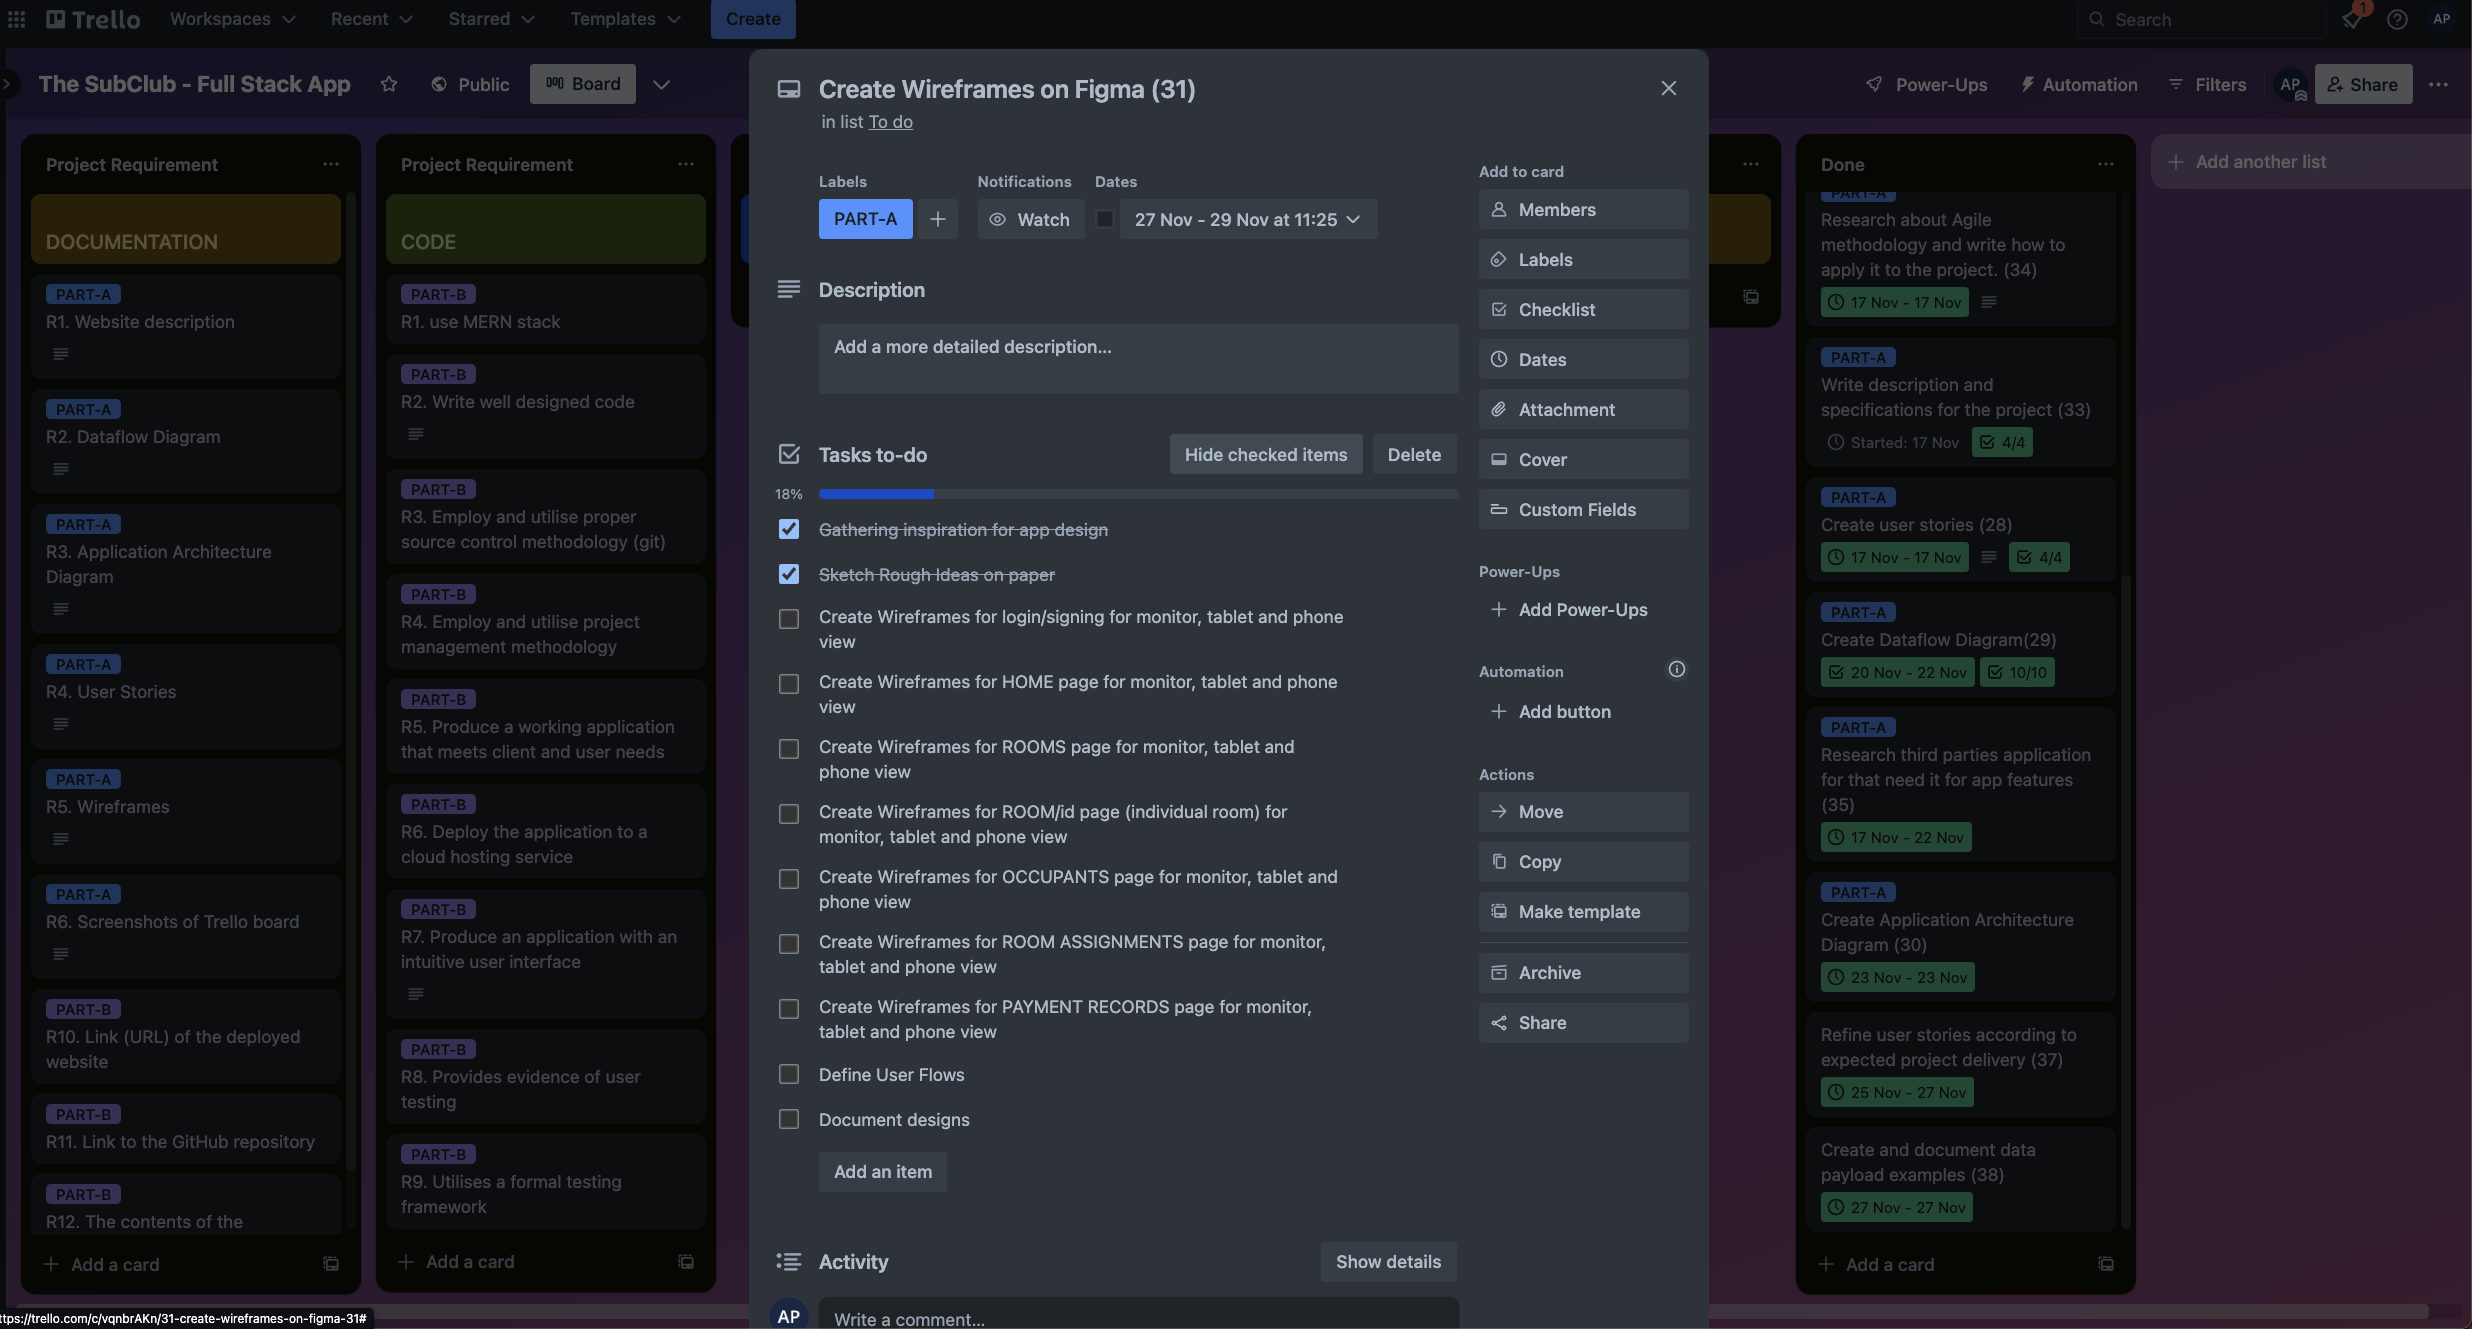 Trello
Workspaces
Recent
Starred
Templates
Create
Search
1
AP
The SubClub - Full Stack App
Public
Board
Power-Ups
Automation
Filters
AP
Share
Project Requirement
DOCUMENTATION
PART-A
R1. Website description
PART-A
R2. Dataflow Diagram
PART-A
R3. Application Architecture
Diagram
PART-A
R4. User Stories
PART-A
R5. Wireframes
PART-A
R6. Screenshots of Trello board
PART-B
R10. Link (URL) of the deployed
website
PART-B
R11. Link to the GitHub repository
PART-B
R12. The contents of the
Add a card
ttps://trello.com/c/vqnbrAKn/31-create-wireframes-on-figma-31#
Project Requirement
CODE
PART-B
R1. use MERN stack
PART-B
R2. Write well designed code
PART-B
R3. Employ and utilise proper
source control methodology (git)
PART-B
R4. Employ and utilise project
management methodology
PART-B
R5. Produce a working application
that meets client and user needs
PART-B
R6. Deploy the application to a
cloud hosting service
PART-B
R7. Produce an application with an
intuitive user interface
PART-B
R8. Provides evidence of user
testing
PART-B
R9. Utilises a formal testing
framework
Add a card
Create Wireframes on Figma (31)
in list To do
Labels
Notifications
Dates
PART-A
Watch
27 Nov - 29 Nov at 11:25
Description
Add a more detailed description...
Tasks to-do
Hide checked items
Delete
18%
Gathering inspiration for app design
Sketch Rough Ideas on paper
Create Wireframes for login/signing for monitor, tablet and phone
view
Create Wireframes for HOME page for monitor, tablet and phone
view
Create Wireframes for ROOMS page for monitor, tablet and
phone view
Create Wireframes for ROOM/id page (individual room) for
monitor, tablet and phone view
Create Wireframes for OCCUPANTS page for monitor, tablet and
phone view
Create Wireframes for ROOM ASSIGNMENTS page for monitor,
tablet and phone view
Create Wireframes for PAYMENT RECORDS page for monitor,
tablet and phone view
Define User Flows
Document designs
Add an item
Activity
Show details
AP
Write a comment...
Add to card
Members
Labels
Checklist
Dates
Attachment
Cover
Custom Fields
Power-Ups
Add Power-Ups
Automation
Add button
Actions
Move
Copy
Make template
Archive
Share
Done
PART-A
Research about Agile
methodology and write how to
apply it to the project. (34)
17 Nov - 17 Nov
PART-A
Write description and
specifications for the project (33)
Started: 17 Nov
4/4
PART-A
Create user stories (28)
17 Nov - 17 Nov
4/4
PART-A
Create Dataflow Diagram(29)
20 Nov - 22 Nov
10/10
PART-A
Research third parties application
for that need it for app features
(35)
17 Nov - 22 Nov
PART-A
Create Application Architecture
Diagram (30)
23 Nov - 23 Nov
Refine user stories according to
expected project delivery (37)
25 Nov - 27 Nov
Create and document data
payload examples (38)
27 Nov - 27 Nov
Add a card
Add another list